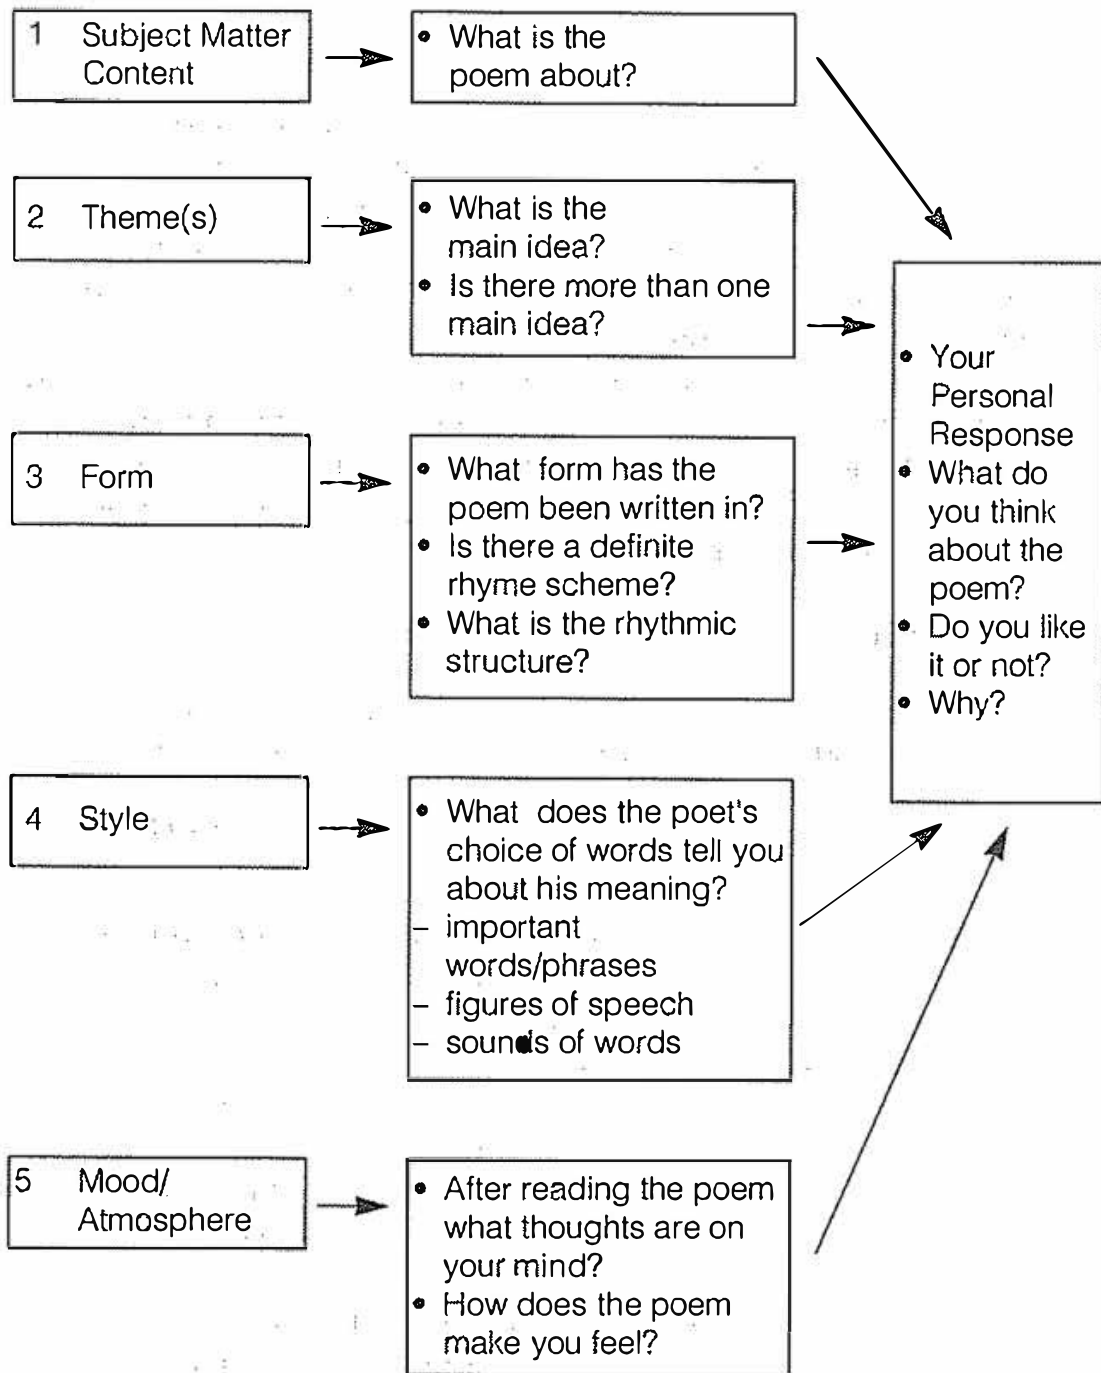 1 Subject Matter
Content
• What is the
poem about?
2 Theme(s)
• What is the
main idea?
• Is there more than one
main idea?
3 Form
• What form has the
poem been written in?
• Is there a definite
rhyme scheme?
• What is the rhythmic
structure?
4 Style
• What does the poet's
choice of words tell you
about his meaning?
– important
words/phrases
– figures of speech
– sounds of words
5 Mood/
Atmosphere
• After reading the poem
what thoughts are on
your mind?
• How does the poem
make you feel?
• Your
Personal
Response
• What do
you think
about the
poem?
• Do you like
it or not?
• Why?